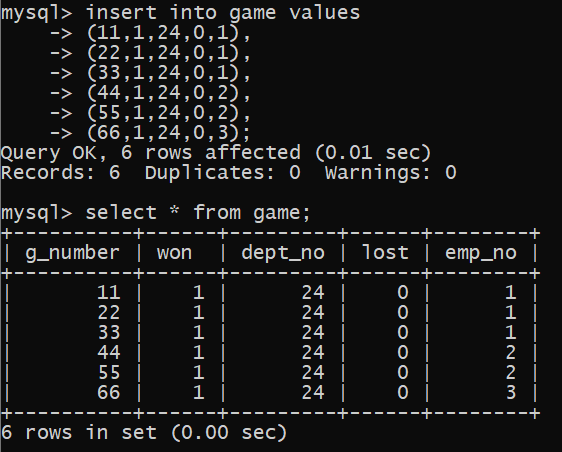 mysql> insert into game values
    -> (11,1,24,0,1),
    -> (22,1,24,0,1),
    -> (33,1,24,0,1),
    -> (44,1,24,0,2),
    -> (55,1,24,0,2),
    -> (66,1,24,0,3);
Query OK, 6 rows affected (0.01 sec)
Records: 6  Duplicates: 0  Warnings: 0

mysql> select * from game;
+----------+------+---------+------+--------+
| g_number | won  | dept_no | lost | emp_no |
+----------+------+---------+------+--------+
|       11 |    1 |      24 |    0 |      1 |
|       22 |    1 |      24 |    0 |      1 |
|       33 |    1 |      24 |    0 |      1 |
|       44 |    1 |      24 |    0 |      2 |
|       55 |    1 |      24 |    0 |      2 |
|       66 |    1 |      24 |    0 |      3 |
+----------+------+---------+------+--------+
6 rows in set (0.00 sec)